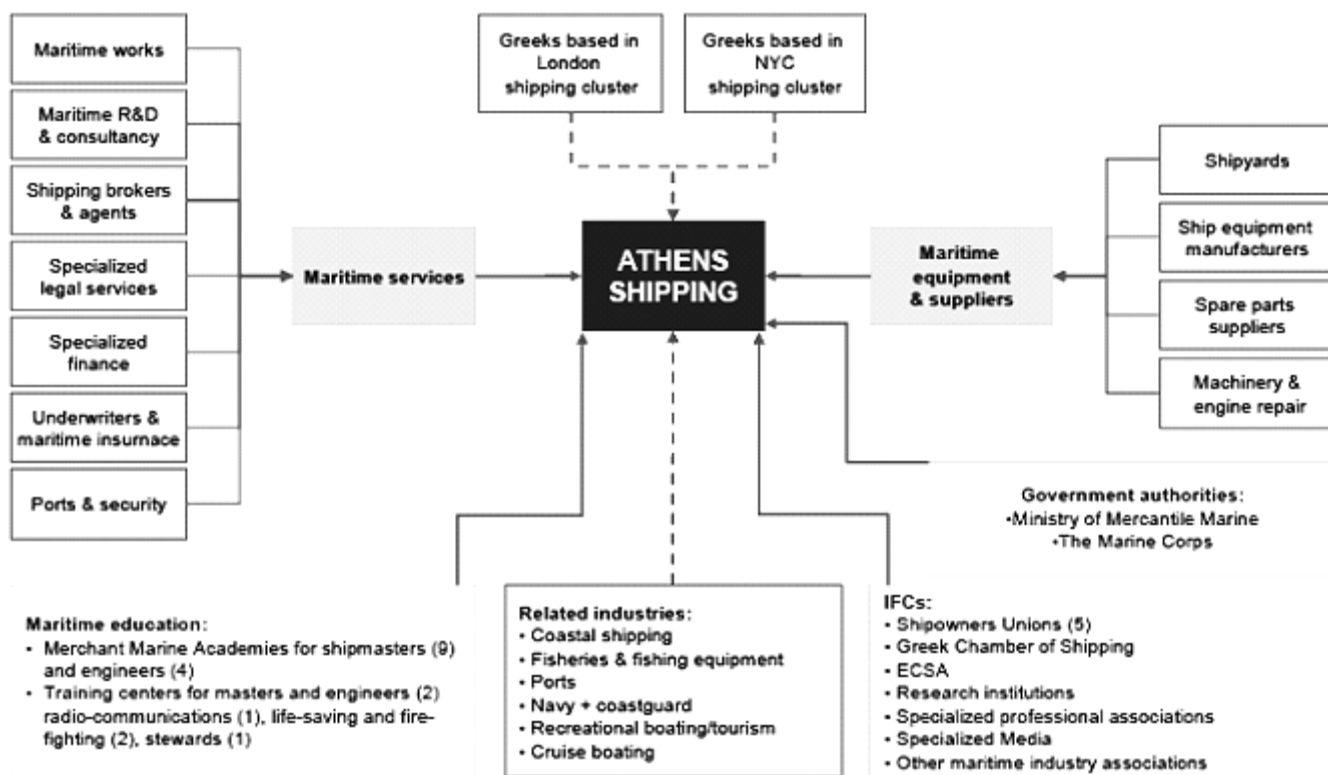 Maritime works
Maritime R&D
& consultancy
Shipping brokers
& agents
Specialized
legal services
Specialized
finance
Underwriters &
maritime insurnace
Ports & security
Maritime services
Greeks based in
London
shipping cluster
Greeks based in
NYC
shipping cluster
ATHENS
SHIPPING
Maritime
equipment
& suppliers
Shipyards
Ship equipment
manufacturers
Spare parts
suppliers
Machinery &
engine repair
Government authorities:
•Ministry of Mercantile Marine
•The Marine Corps
Maritime education:
• Merchant Marine Academies for shipmasters (9)
and engineers (4)
• Training centers for masters and engineers (2)
radio-communications (1), life-saving and fire-
fighting (2), stewards (1)
Related industries:
• Coastal shipping
• Fisheries & fishing equipment
• Ports
• Navy + coastguard
• Recreational boating/tourism
• Cruise boating
IFCs:
• Shipowners Unions (5)
• Greek Chamber of Shipping
• ECSA
• Research institutions
• Specialized professional associations
• Specialized Media
• Other maritime industry associations